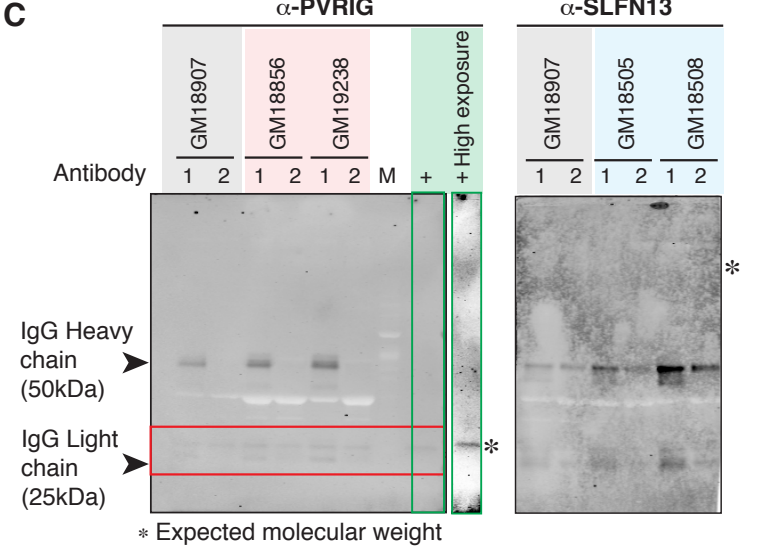 C
α-PVRIG
α-SLFN13
GM18907
GM18856
GM19238
High exposure
GM18907
GM18505
GM18508
Antibody 1 2 1 2 1 2 M + + 1 2 1 2 1 2
*
IgG Heavy
chain
(50kDa)
IgG Light
chain
(25kDa)
*
* Expected molecular weight